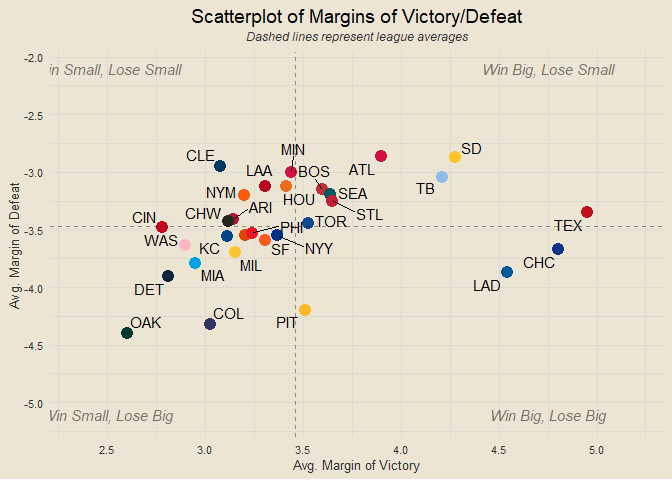 Scatterplot of Margins of Victory/Defeat
Dashed lines represent league averages
-2.0
in Small, Lose Small
Win Big, Lose Small
-2.5
-3.0
-3.5
-4.0
-4.5
-5.0
Avg. Margin of Defeat
CLE
MIN
LAA
BOS
ATL
SD
TB
NYM
HOU
SEA
ARI
CHW
STL
CIN
PHI
TOR
TEX
WAS
KC
SF
NYY
CHC
MIL
MIA
LAD
DET
COL
PIT
OAK
Win Small, Lose Big
Win Big, Lose Big
2.5
3.0
3.5
4.0
4.5
5.0
Avg. Margin of Victory